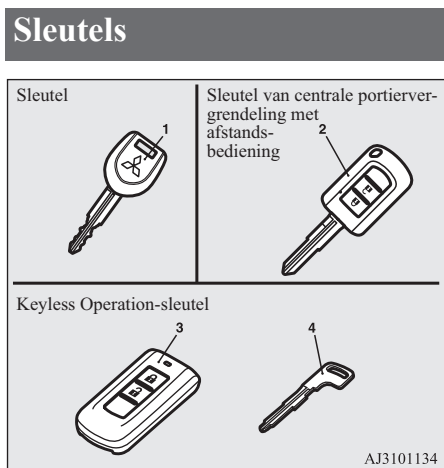 Sleutels
Sleutel
1
Sleutel van centrale portierver-
grendeling met
afstands-
bediening
2
Keyless Operation-sleutel
3
4
AJ3101134